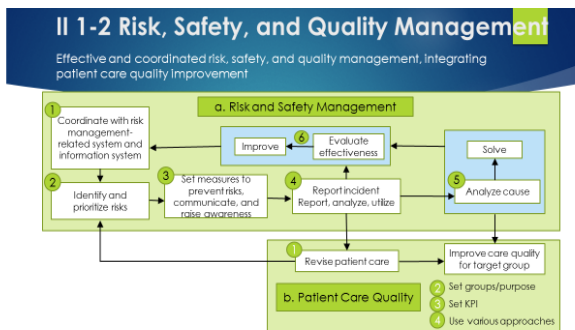 II 1-2 Risk, Safety, and Quality Management
Effective and coordinated risk, safety, and quality management, integrating
patient care quality improvement
a. Risk and Safety Management
1
Coordinate with risk
management-
related system and
information system
6
Improve
Evaluate
effectiveness
Solve
2
Identify and
prioritize risks
3
Set measures to
prevent risks,
communicate, and
raise awareness
4
Report incident
Report, analyze, utilize
5
Analyze cause
1
Revise patient care
Improve care quality
for target group
b. Patient Care Quality
2 Set groups/purpose
3 Set KPI
4 Use various approaches